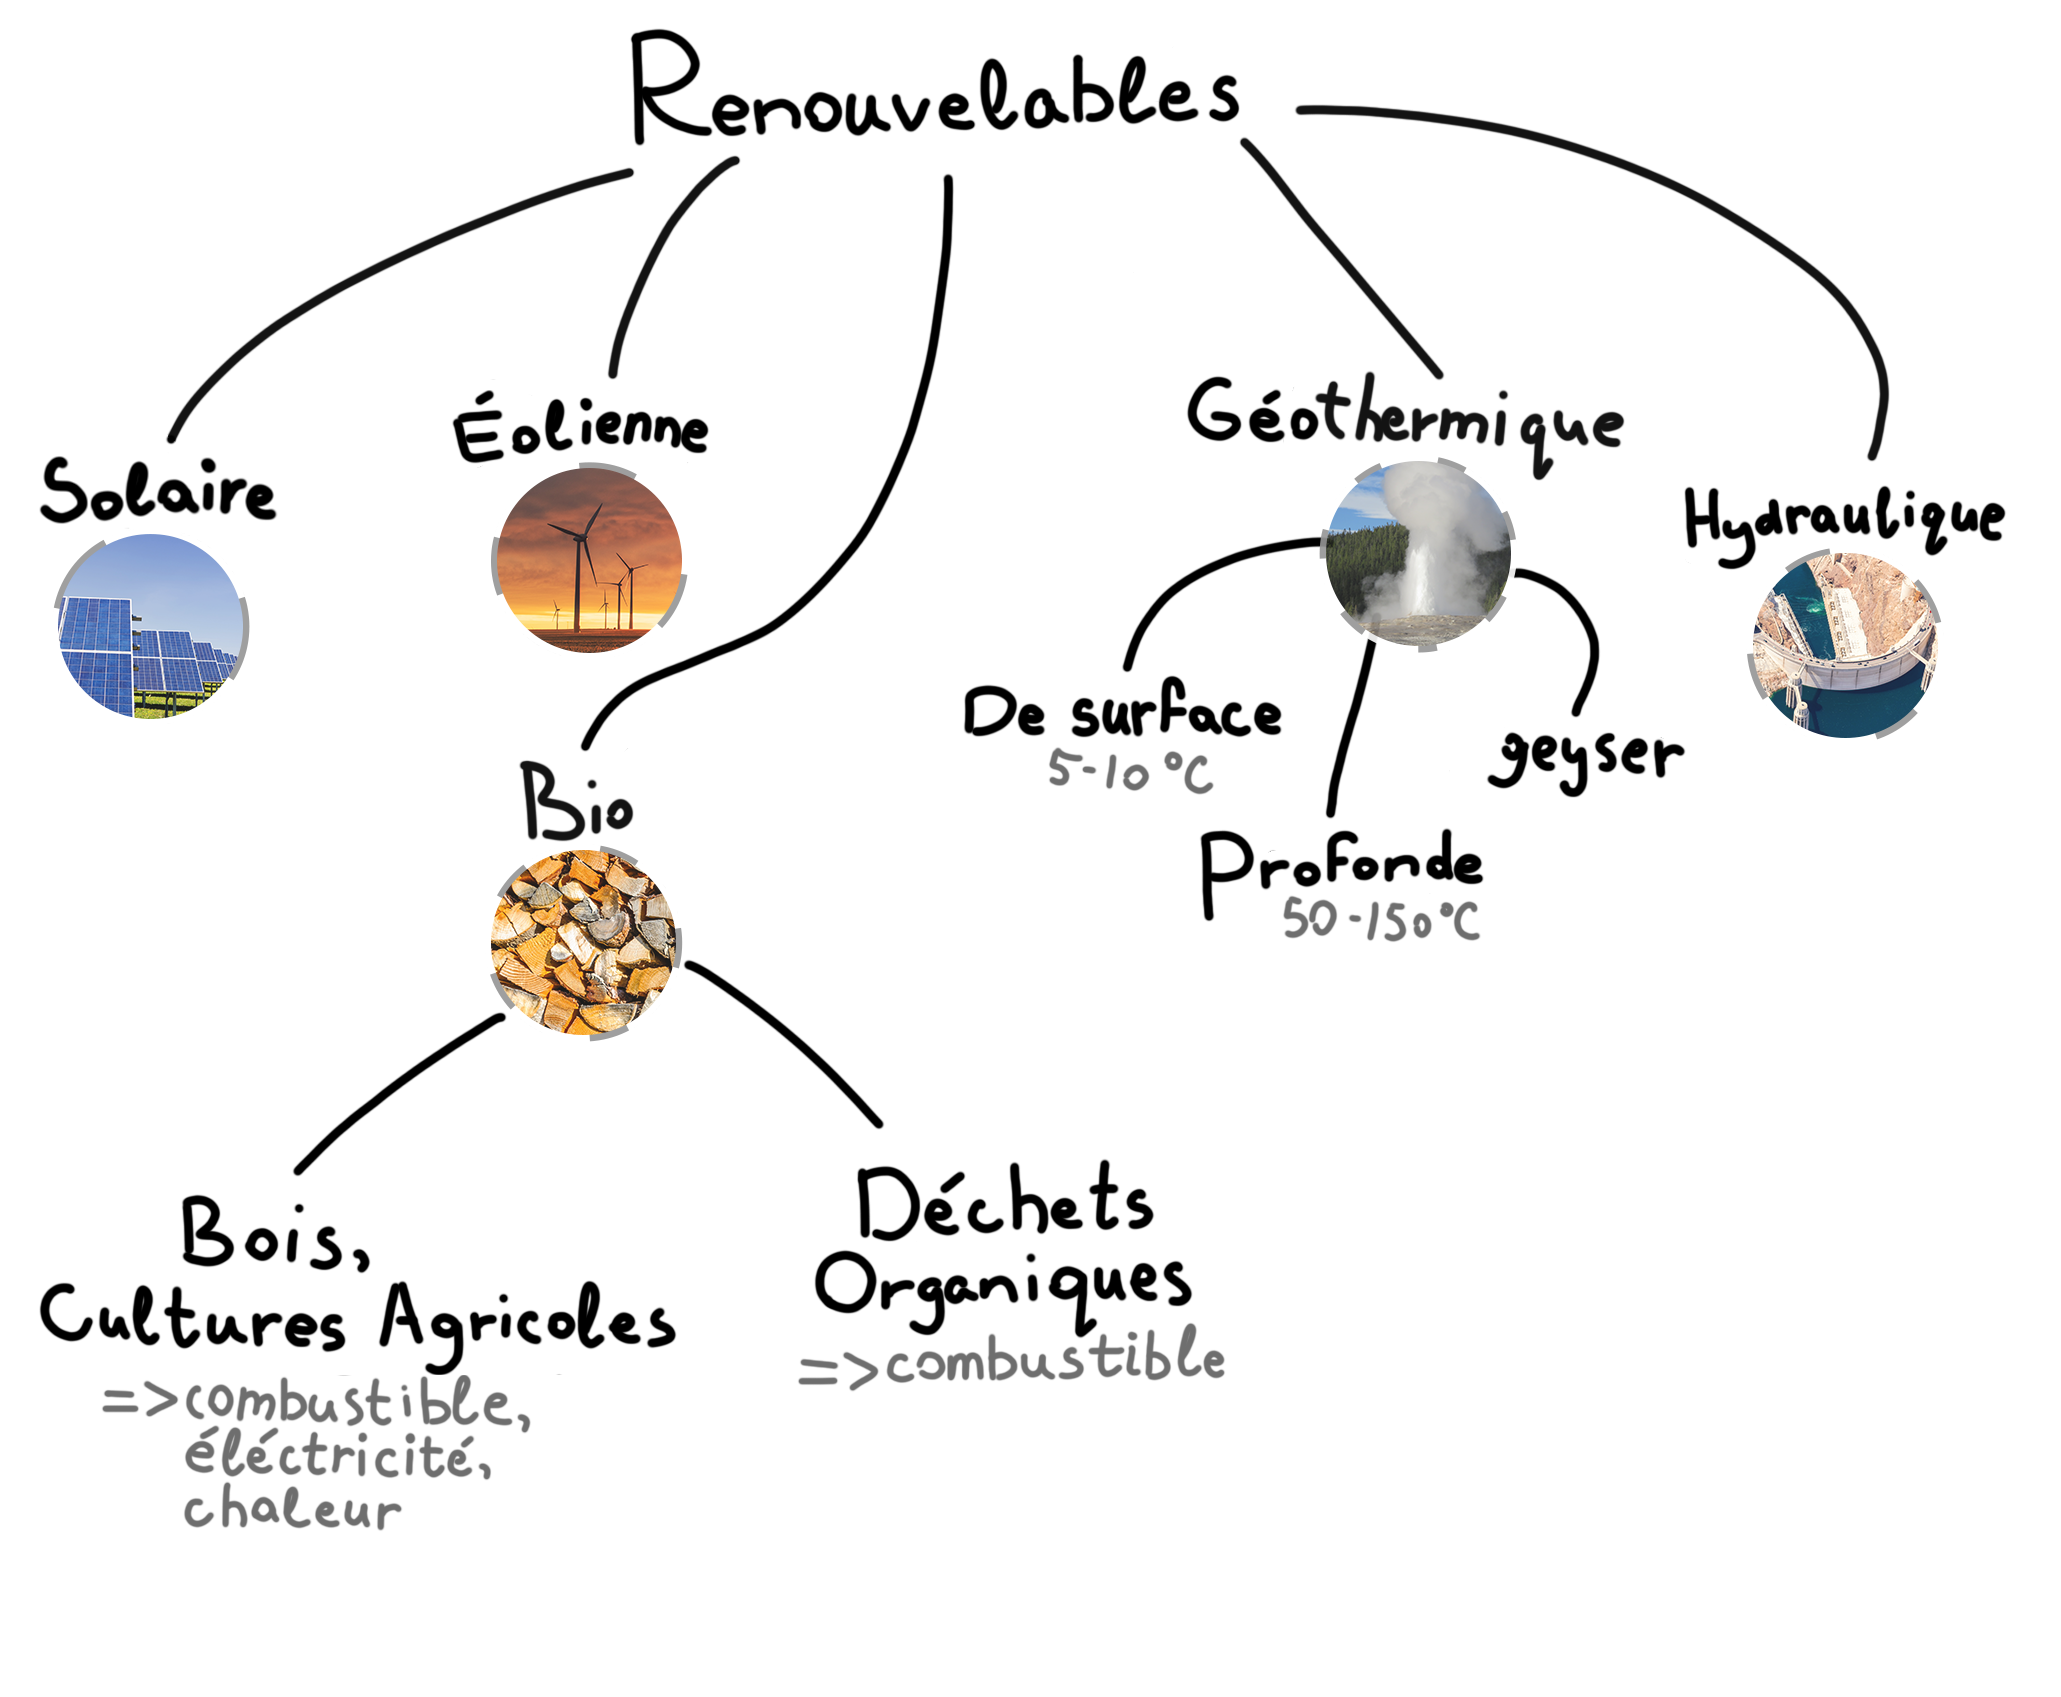 Renouvelables
Solaire
Éolienne
Géothermique
Hydraulique
De surface
5-10°C
geyser
Profonde
50-150°C
Bio
Bois,
Cultures Agricoles
=>combustible,
éléctricité,
chaleur
Déchets
Organiques
=>combustible